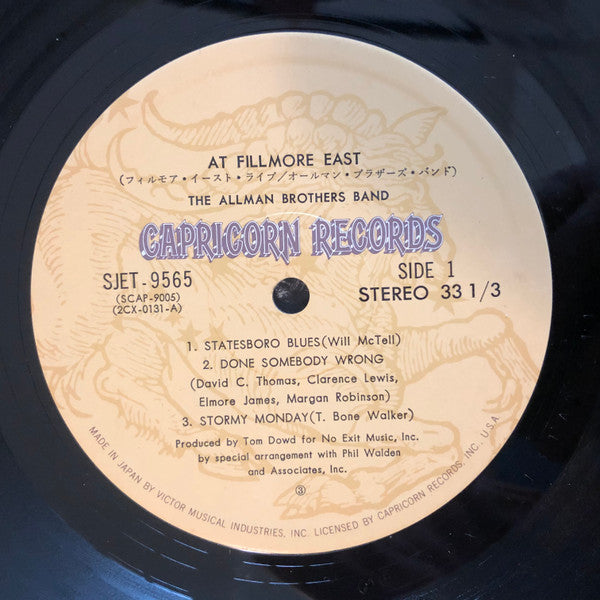 AT FILLMORE EAST
(フィルモア・イースト・ライブ/オールマン・ブラザーズ・バンド)
THE ALLMAN BROTHERS BAND
CAPRICORN RECORDS
SJET-9565
(SCAP-9005)
(2CX-0131-A)
SIDE 1
STEREO 33 1/3
1. STATESBORO BLUES(Will McTell)
2. DONE SOMEBODY WRONG
(David C. Thomas, Clarence Lewis,
Elmore James, Margan Robinson)
3. STORMY MONDAY(T. Bone Walker)
Produced by Tom Dowd for No Exit Music, Inc.
by special arrangement with Phil Walden
and Associates, Inc.
③
MADE IN JAPAN BY VICTOR MUSICAL INDUSTRIES, INC. LICENSED BY CAPRICORN RECORDS, INC., U.S.A.